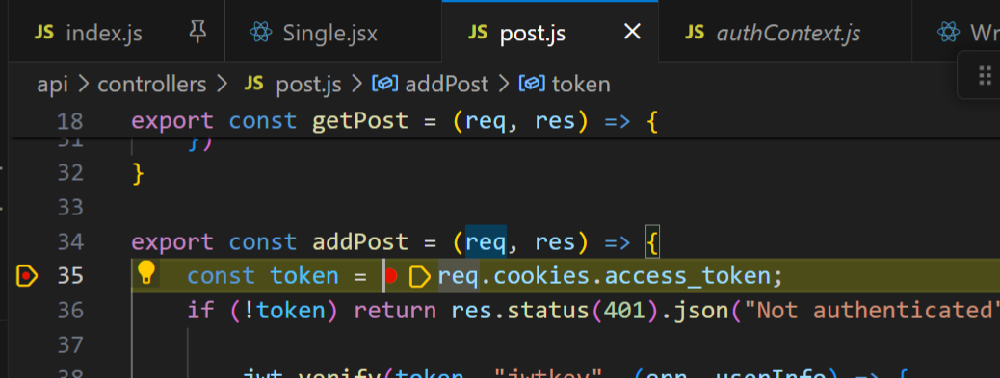 JS index.js Single.jsx JS post.js JS authContext.js Wr
api > controllers > JS post.js > addPost > token
18 export const getPost = (req, res) => {
31 })
32 }
33
34 export const addPost = (req, res) => {
35 const token = req.cookies.access_token;
36 if (!token) return res.status(401).json("Not authenticated"
37
38 jwt.verify(token, "jwtkey", (err, userInfo) => {